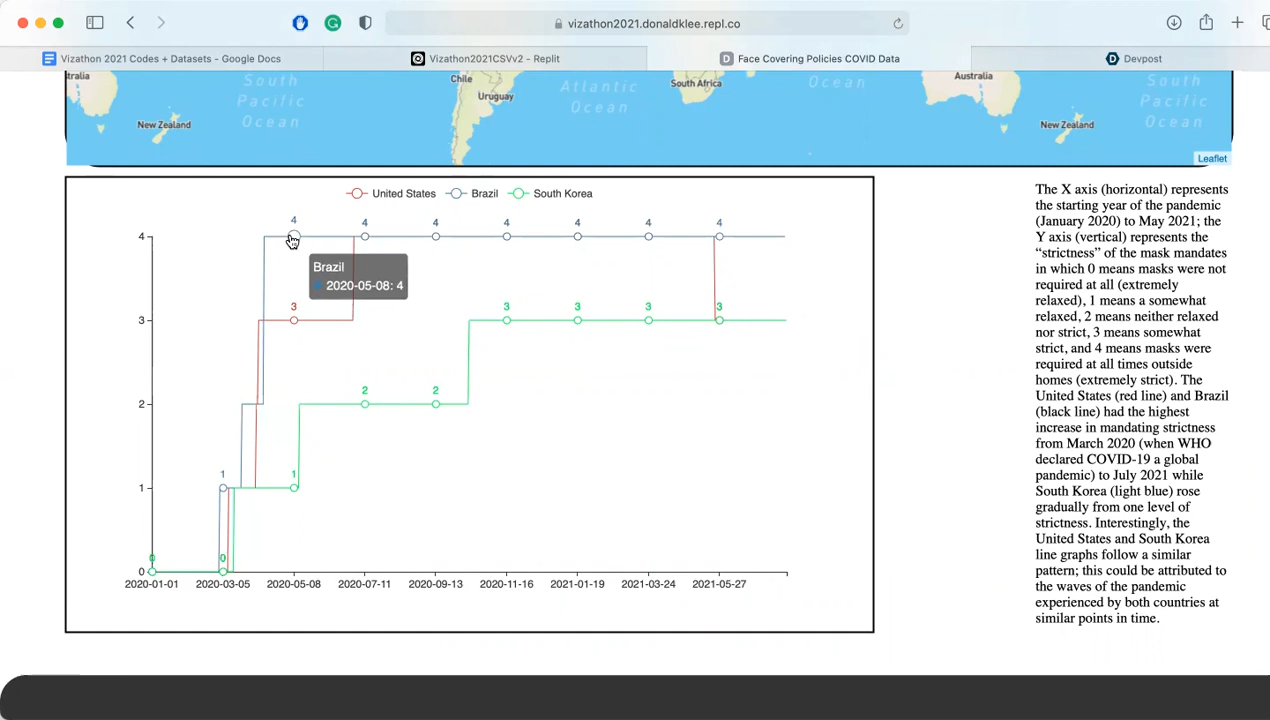 vizathon2021.donaldklee.repl.co
Vizathon 2021 Codes + Datasets - Google Docs
Vizathon2021CSVv2 - Replit
D Face Covering Policies COVID Data
Devpost
tralia
South
Pacific
Ocean
New Zealand
Chile
Uruguay
Atlantic
Ocean
South Africa
Ocean
Australia
South
Pacific
Ocean
New Zealand
Leaflet
United States
Brazil
South Korea
4 4 4 4 4 4 4
4
Brazil
2020-05-08: 4
3
3 3 3 3 3
2
2 2
1
1 1
0
0 0
2020-01-01 2020-03-05 2020-05-08 2020-07-11 2020-09-13 2020-11-16 2021-01-19 2021-03-24 2021-05-27
The X axis (horizontal) represents
the starting year of the pandemic
(January 2020) to May 2021; the
Y axis (vertical) represents the
“strictness” of the mask mandates
in which 0 means masks were not
required at all (extremely
relaxed), 1 means a somewhat
relaxed, 2 means neither relaxed
nor strict, 3 means somewhat
strict, and 4 means masks were
required at all times outside
homes (extremely strict). The
United States (red line) and Brazil
(black line) had the highest
increase in mandating strictness
from March 2020 (when WHO
declared COVID-19 a global
pandemic) to July 2021 while
South Korea (light blue) rose
gradually from one level of
strictness. Interestingly, the
United States and South Korea
line graphs follow a similar
pattern; this could be attributed to
the waves of the pandemic
experienced by both countries at
similar points in time.